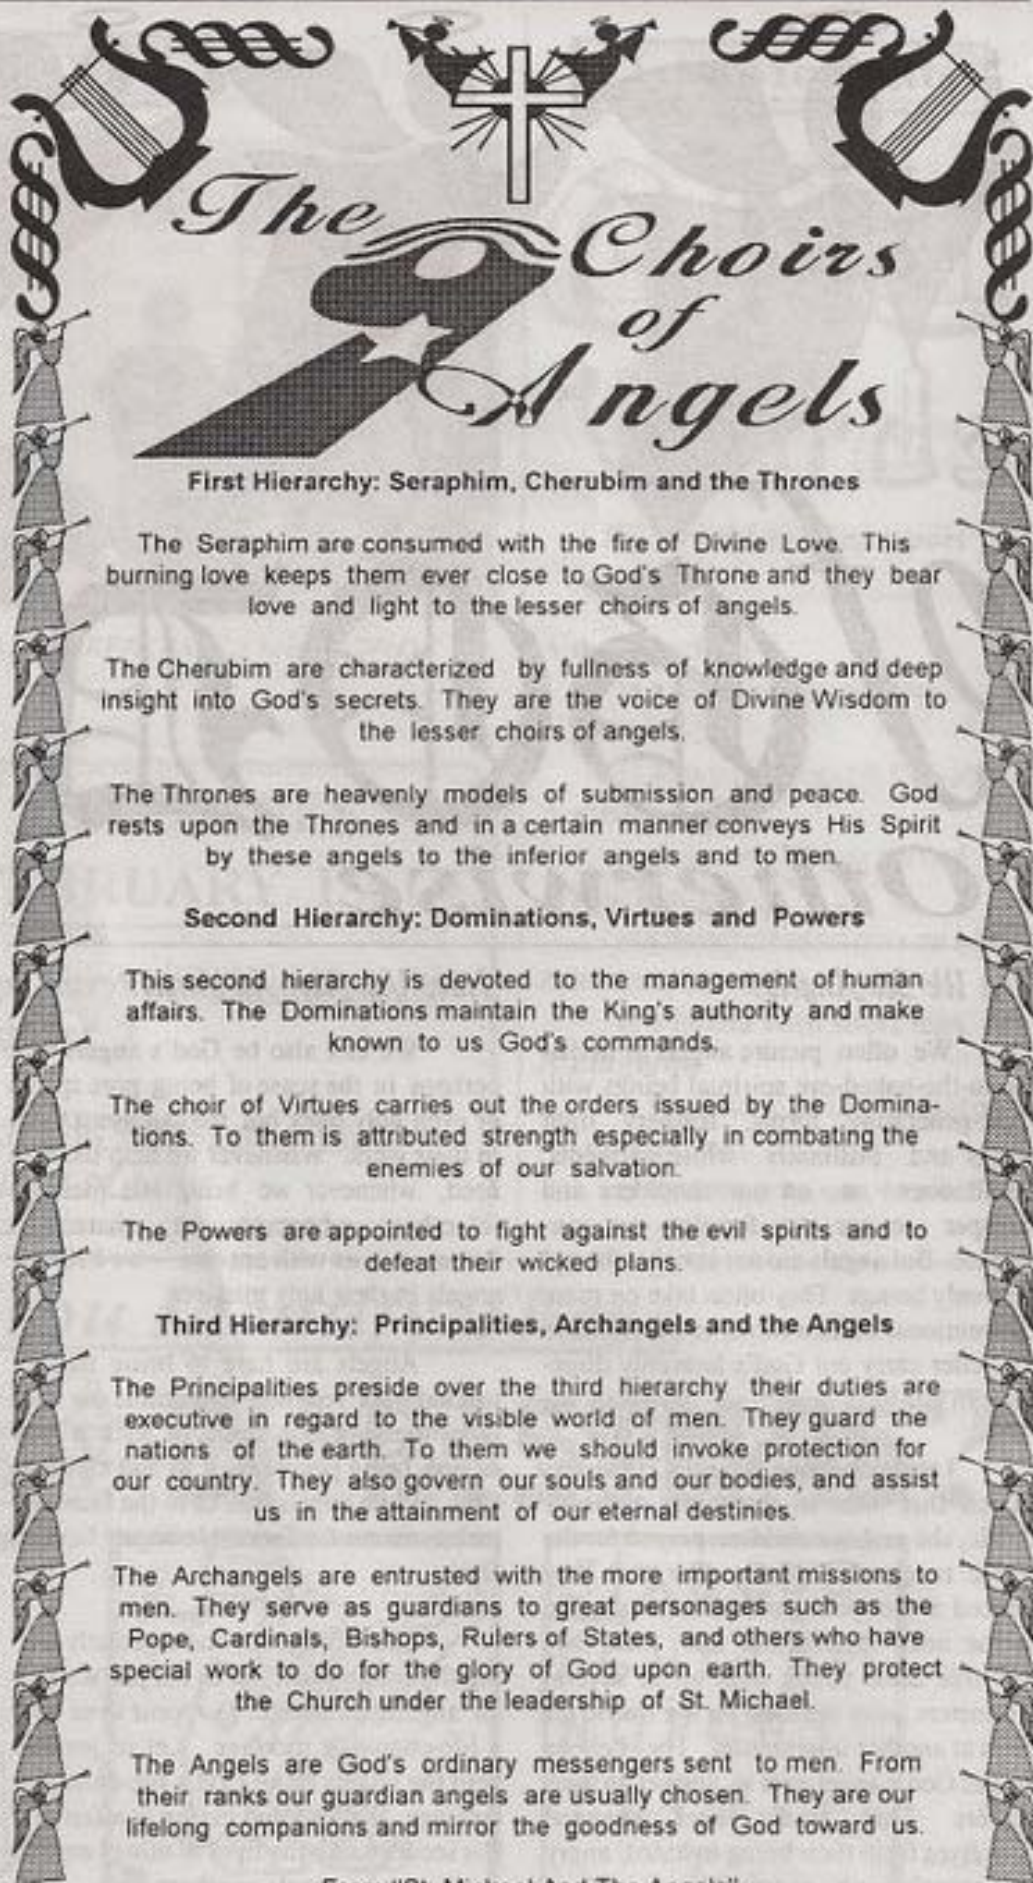 The 9 Choirs
of
Angels
First Hierarchy: Seraphim, Cherubim and the Thrones
The Seraphim are consumed with the fire of Divine Love. This
burning love keeps them ever close to God's Throne and they bear
love and light to the lesser choirs of angels.
The Cherubim are characterized by fullness of knowledge and deep
insight into God's secrets. They are the voice of Divine Wisdom to
the lesser choirs of angels.
The Thrones are heavenly models of submission and peace. God
rests upon the Thrones and in a certain manner conveys His Spirit
by these angels to the inferior angels and to men.
Second Hierarchy: Dominations, Virtues and Powers
This second hierarchy is devoted to the management of human
affairs. The Dominations maintain the King's authority and make
known to us God's commands.
The choir of Virtues carries out the orders issued by the Domina-
tions. To them is attributed strength especially in combating the
enemies of our salvation.
The Powers are appointed to fight against the evil spirits and to
defeat their wicked plans.
Third Hierarchy: Principalities, Archangels and the Angels
The Principalities preside over the third hierarchy their duties are
executive in regard to the visible world of men. They guard the
nations of the earth. To them we should invoke protection for
our country. They also govern our souls and our bodies, and assist
us in the attainment of our eternal destinies.
The Archangels are entrusted with the more important missions to
men. They serve as guardians to great personages such as the
Pope, Cardinals, Bishops, Rulers of States, and others who have
special work to do for the glory of God upon earth. They protect
the Church under the leadership of St. Michael.
The Angels are God's ordinary messengers sent to men. From
their ranks our guardian angels are usually chosen. They are our
lifelong companions and mirror the goodness of God toward us.
"St. Michael And The Angels"